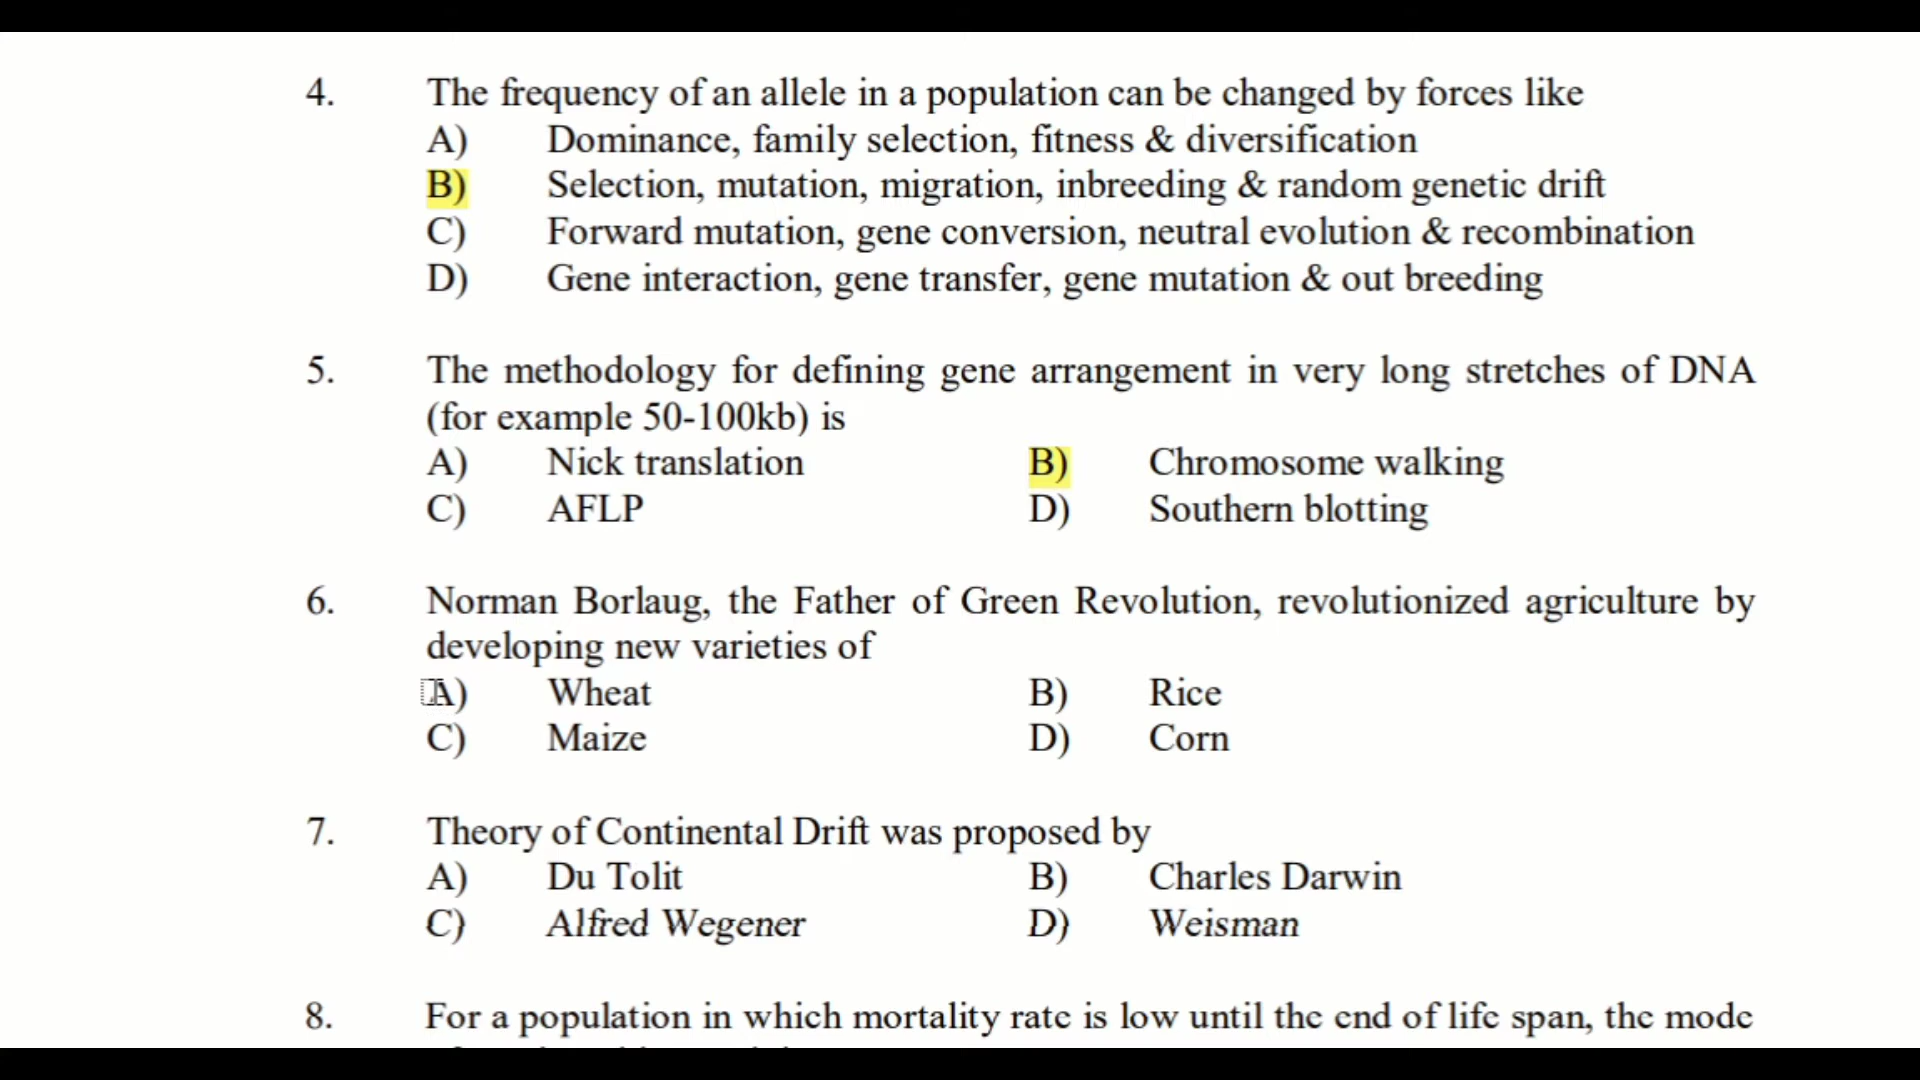 4. The frequency of an allele in a population can be changed by forces like
A) Dominance, family selection, fitness & diversification
B) Selection, mutation, migration, inbreeding & random genetic drift
C) Forward mutation, gene conversion, neutral evolution & recombination
D) Gene interaction, gene transfer, gene mutation & out breeding
5. The methodology for defining gene arrangement in very long stretches of DNA
(for example 50-100kb) is
A) Nick translation B) Chromosome walking
C) AFLP D) Southern blotting
6. Norman Borlaug, the Father of Green Revolution, revolutionized agriculture by
developing new varieties of
A) Wheat B) Rice
C) Maize D) Corn
7. Theory of Continental Drift was proposed by
A) Du Tolit B) Charles Darwin
C) Alfred Wegener D) Weisman
8. For a population in which mortality rate is low until the end of life span, the mode